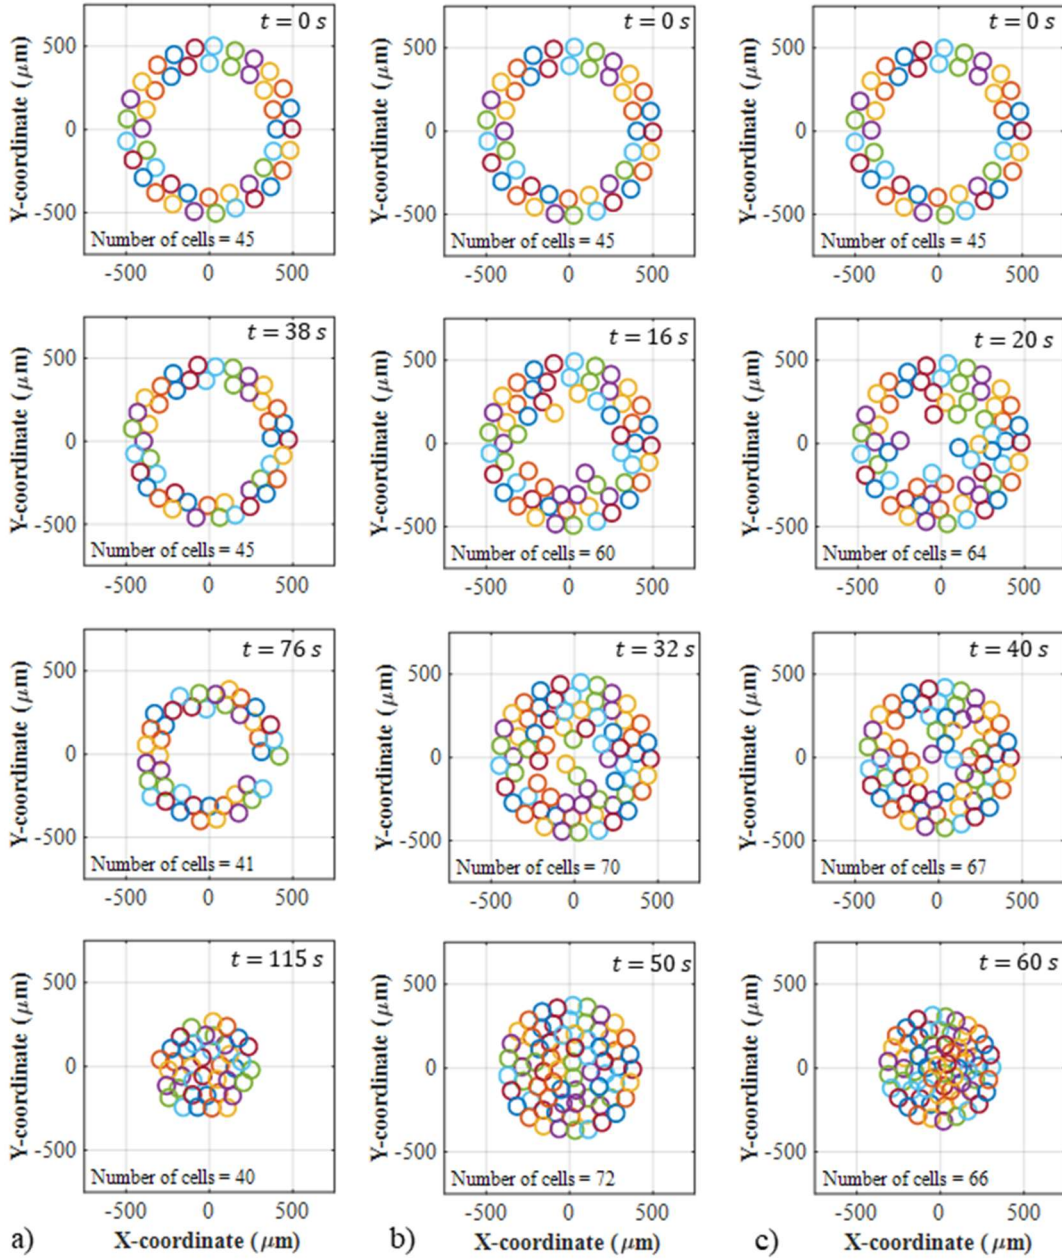 t = 0 s
t = 0 s
t = 0 s
Y-coordinate (μm)
500
0
-500
Number of cells = 45
-500 0 500
Y-coordinate (μm)
500
0
-500
Number of cells = 45
-500 0 500
Y-coordinate (μm)
500
0
-500
Number of cells = 45
-500 0 500
t = 38 s
t = 16 s
t = 20 s
Y-coordinate (μm)
500
0
-500
Number of cells = 45
-500 0 500
Y-coordinate (μm)
500
0
-500
Number of cells = 60
-500 0 500
Y-coordinate (μm)
500
0
-500
Number of cells = 64
-500 0 500
t = 76 s
t = 32 s
t = 40 s
Y-coordinate (μm)
500
0
-500
Number of cells = 41
-500 0 500
Y-coordinate (μm)
500
0
-500
Number of cells = 70
-500 0 500
Y-coordinate (μm)
500
0
-500
Number of cells = 67
-500 0 500
t = 115 s
t = 50 s
t = 60 s
Y-coordinate (μm)
500
0
-500
Number of cells = 40
-500 0 500
Y-coordinate (μm)
500
0
-500
Number of cells = 72
-500 0 500
Y-coordinate (μm)
500
0
-500
Number of cells = 66
-500 0 500
a) X-coordinate (μm)
b) X-coordinate (μm)
c) X-coordinate (μm)